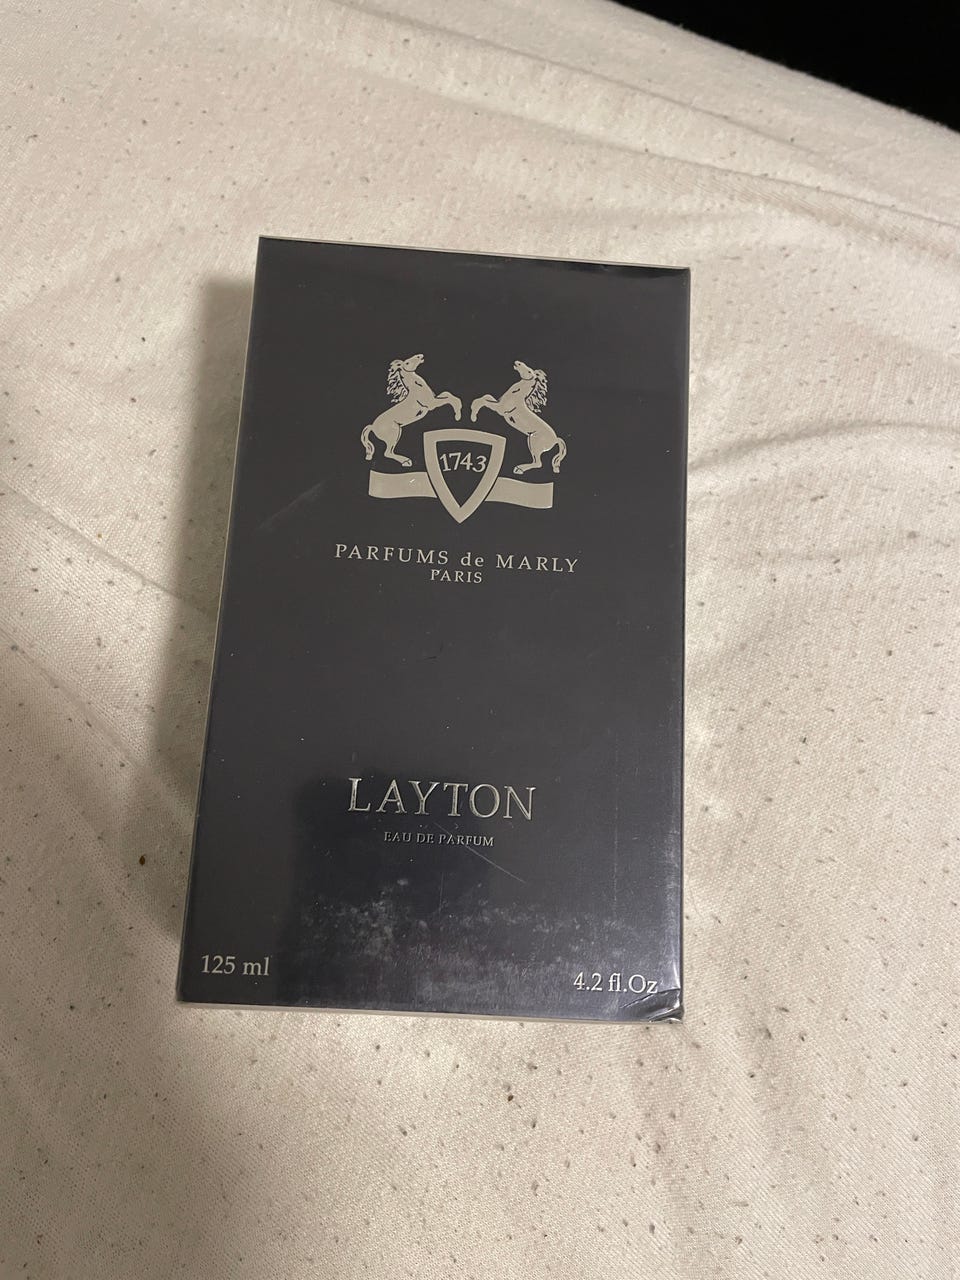 1743
PARFUMS de MARLY
PARIS
LAYTON
EAU DE PARFUM
125 ml
4.2 fl.Oz